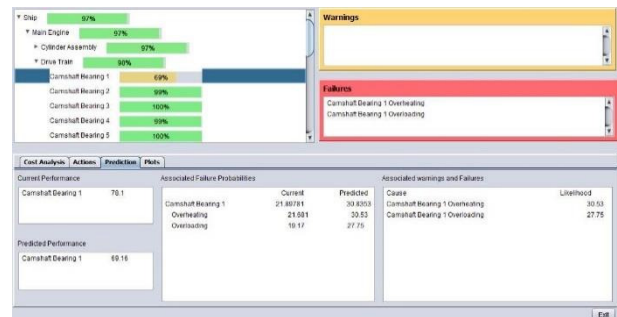 Ship 97%
Main Engine 97%
Cylinder Assembly 97%
Drive Train 90%
Camshaft Bearing 1 69%
Camshaft Bearing 2 99%
Camshaft Bearing 3 100%
Camshaft Bearing 4 99%
Camshaft Bearing 5 100%
Warnings
Failures
Camshaft Bearing 1 Overheating
Camshaft Bearing 1 Overloading
Cost Analysis Actions Prediction Plots
Current Performance
Camshaft Bearing 1 78.1
Predicted Performance
Camshaft Bearing 1 69.16
Associated Failure Probabilities
Current Predicted
Camshaft Bearing 1 21.89781 30.8353
Overheating 21.681 30.53
Overloading 19.17 27.75
Associated warnings and Failures
Cause Likelihood
Camshaft Bearing 1 Overheating 30.53
Camshaft Bearing 1 Overloading 27.75
Exit